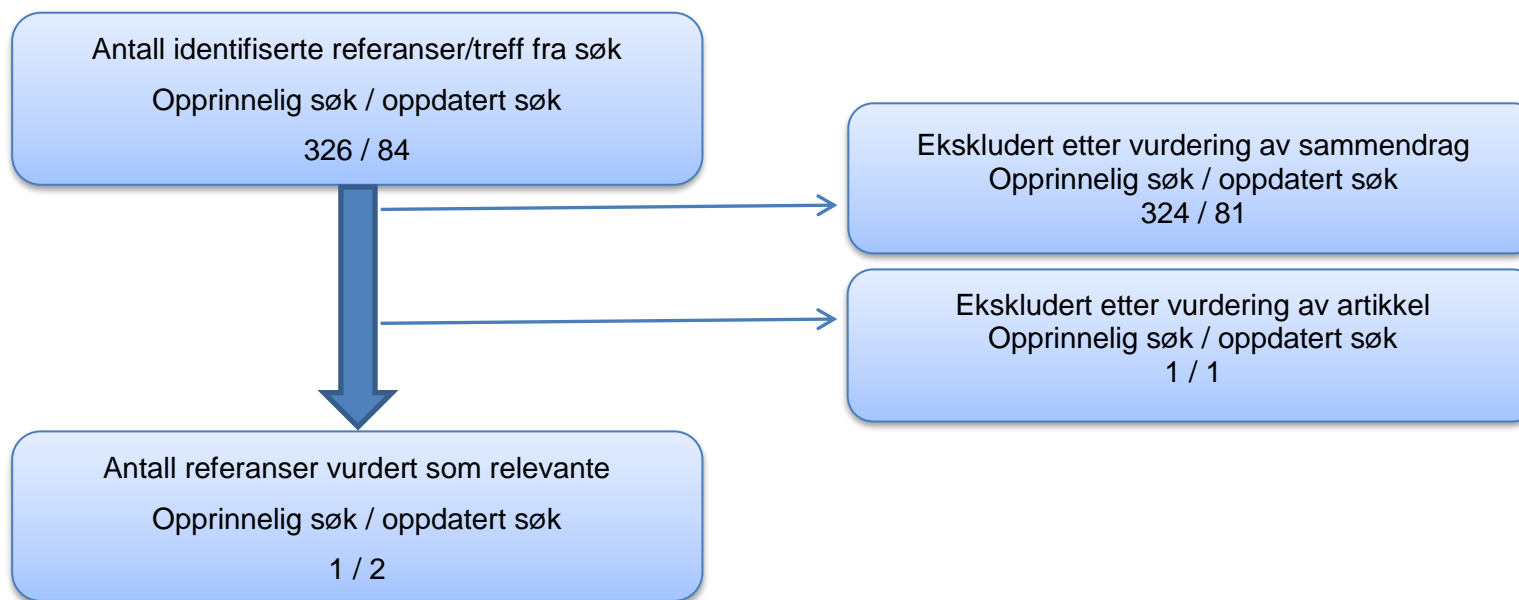 Antall identifiserte referanser/treff fra søk
Opprinnelig søk / oppdatert søk
326 / 84
Ekskludert etter vurdering av sammendrag
Opprinnelig søk / oppdatert søk
324 / 81
Ekskludert etter vurdering av artikkel
Opprinnelig søk / oppdatert søk
1 / 1
Antall referanser vurdert som relevante
Opprinnelig søk / oppdatert søk
1 / 2